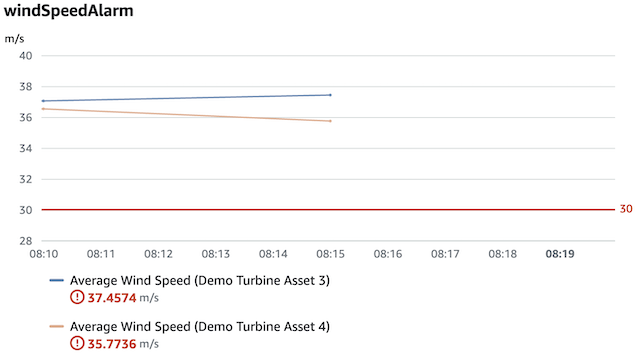 windSpeedAlarm
m/s
40
38
36
34
32
30
30
28
08:10 08:11 08:12 08:13 08:14 08:15 08:16 08:17 08:18 08:19
Average Wind Speed (Demo Turbine Asset 3)
37.4574 m/s
Average Wind Speed (Demo Turbine Asset 4)
35.7736 m/s